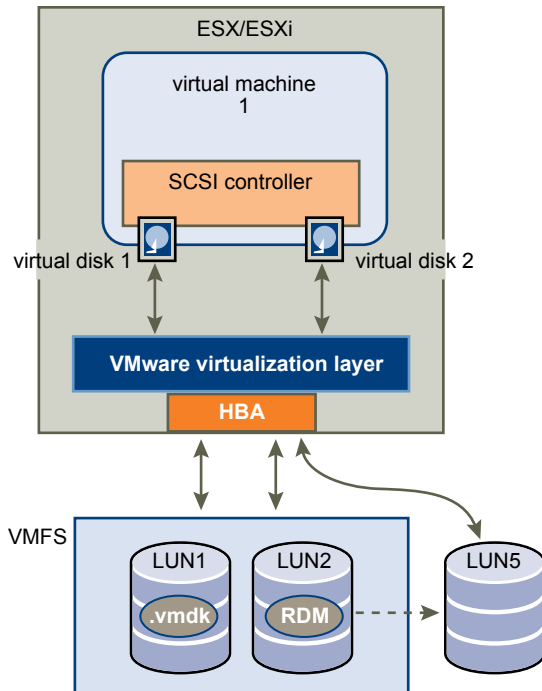 ESX/ESXi
virtual machine
1
SCSI controller
virtual disk 1
virtual disk 2
VMware virtualization layer
HBA
VMFS
LUN1
LUN2
LUN5
.vmdk
RDM